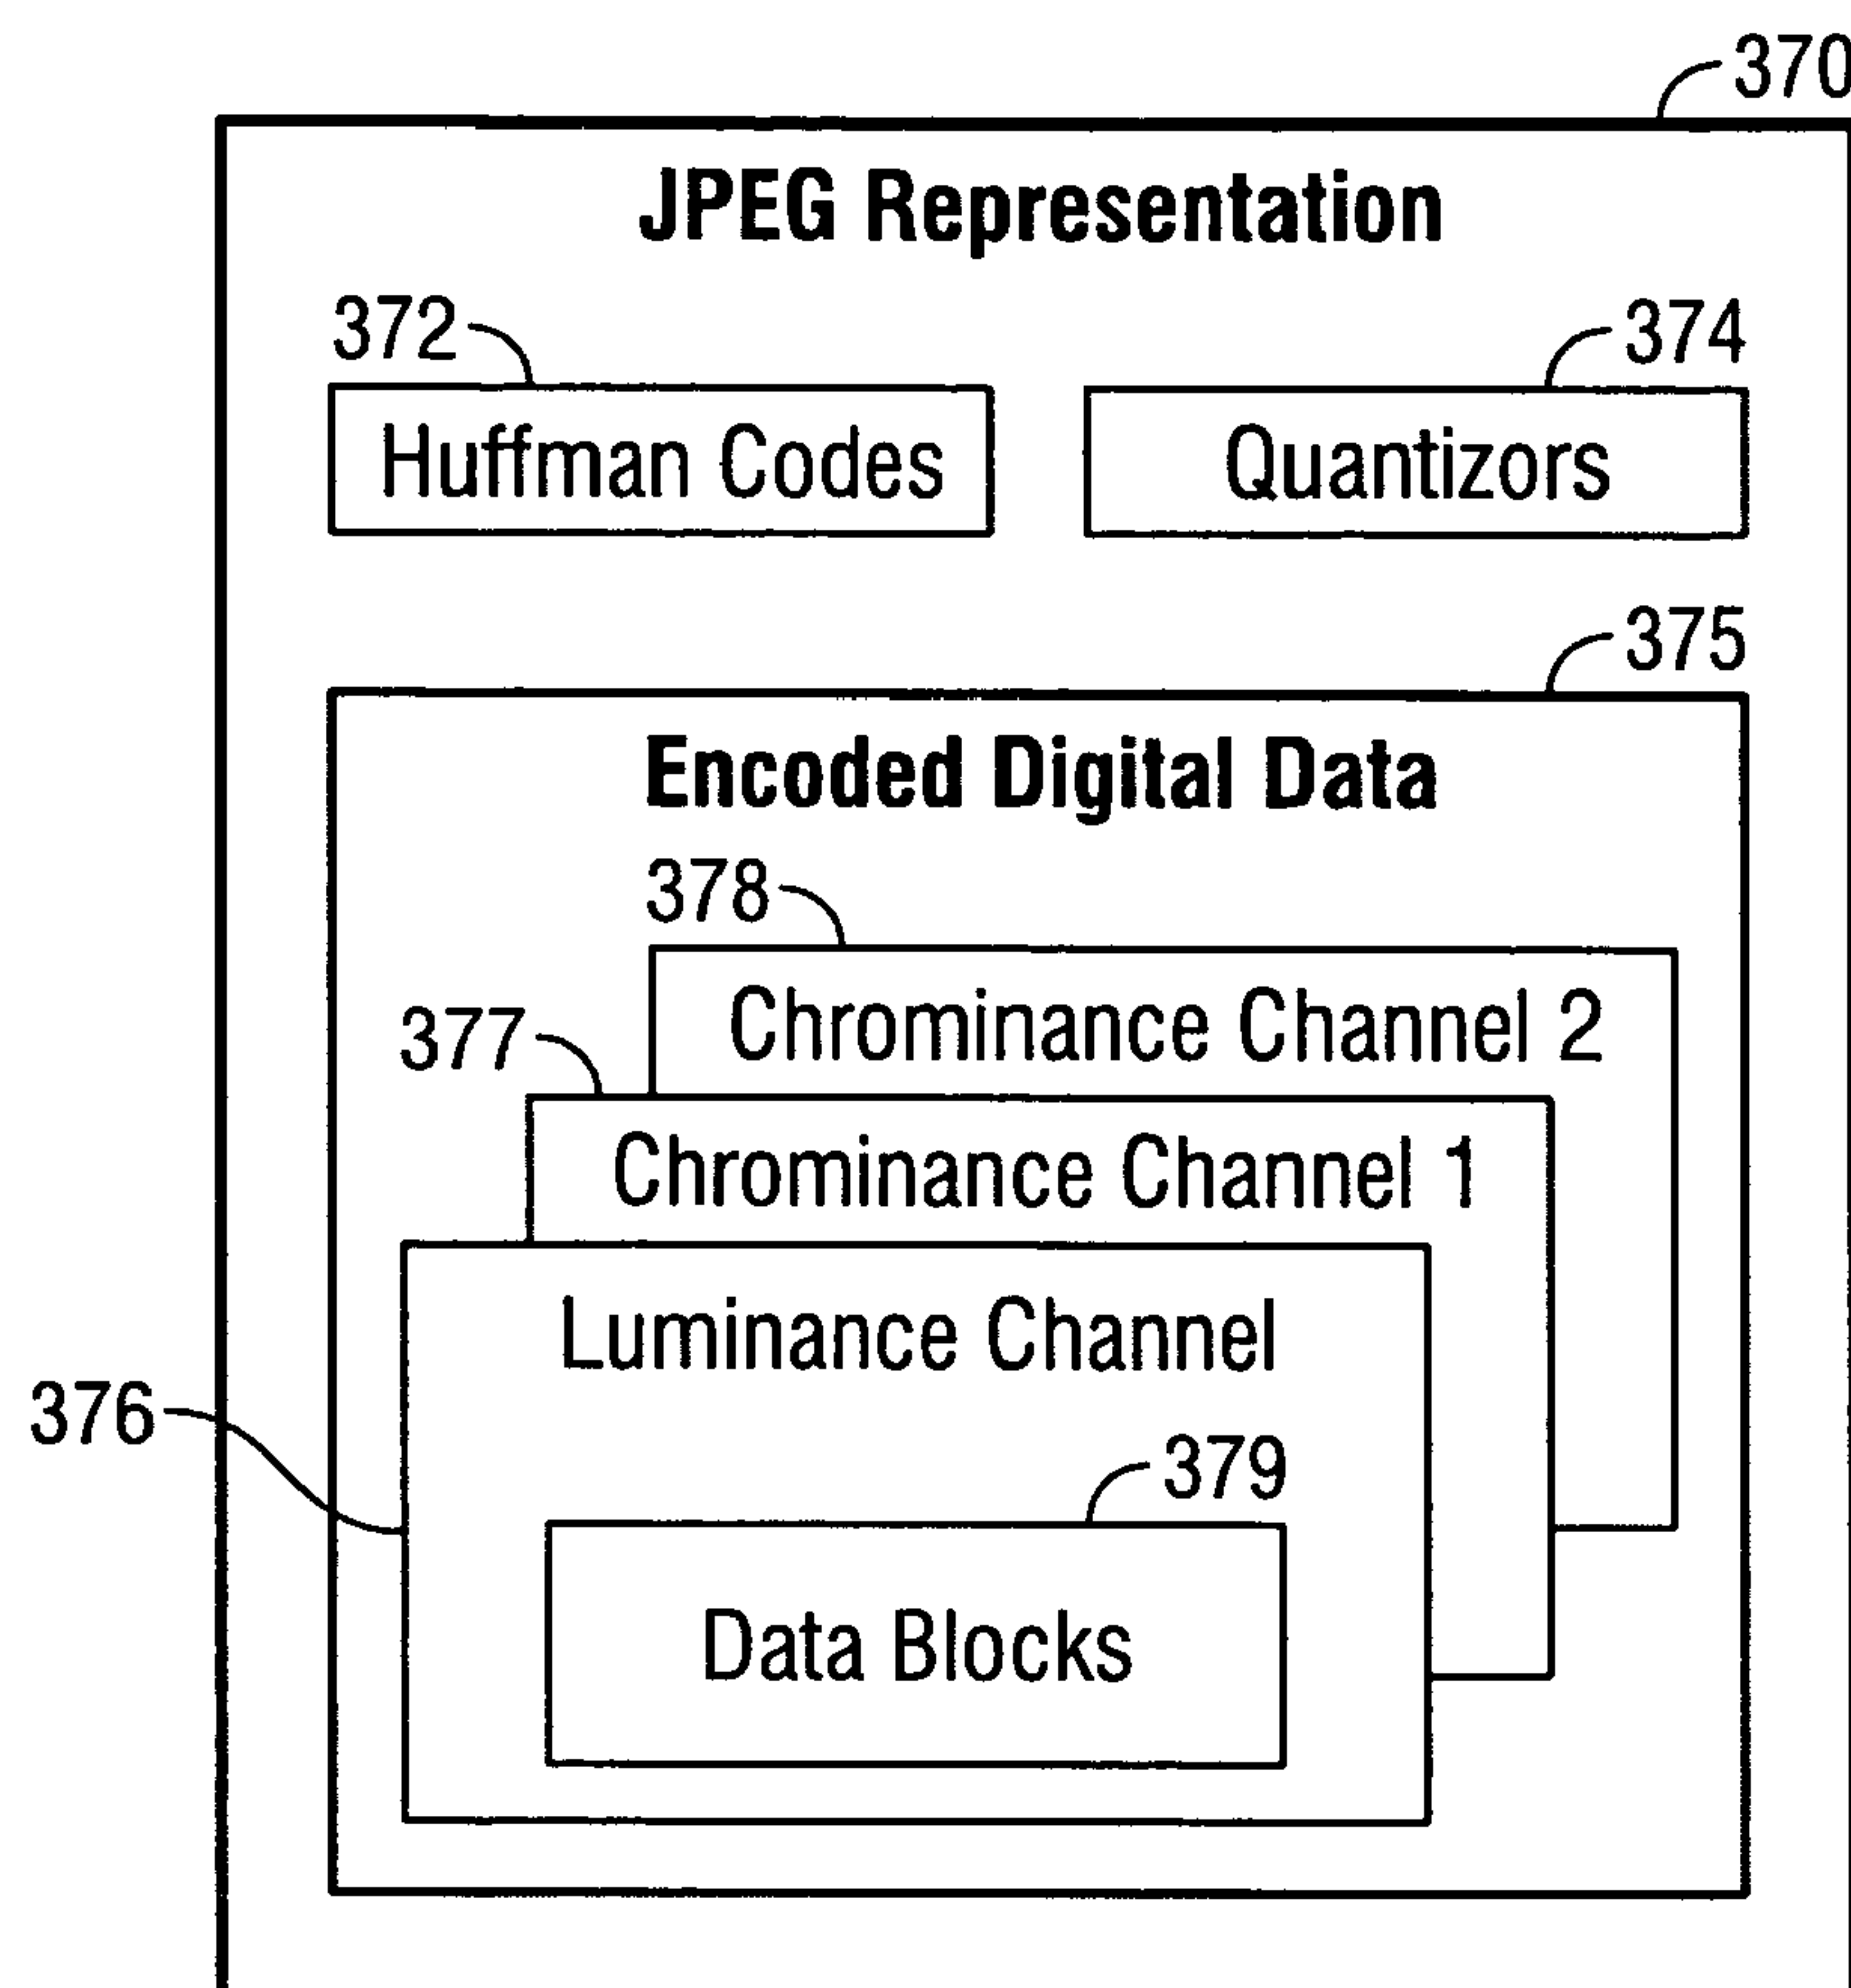 370
JPEG Representation
372
374
Huffman Codes
Quantizors
375
Encoded Digital Data
378
Chrominance Channel 2
377
Chrominance Channel 1
Luminance Channel
376
379
Data Blocks